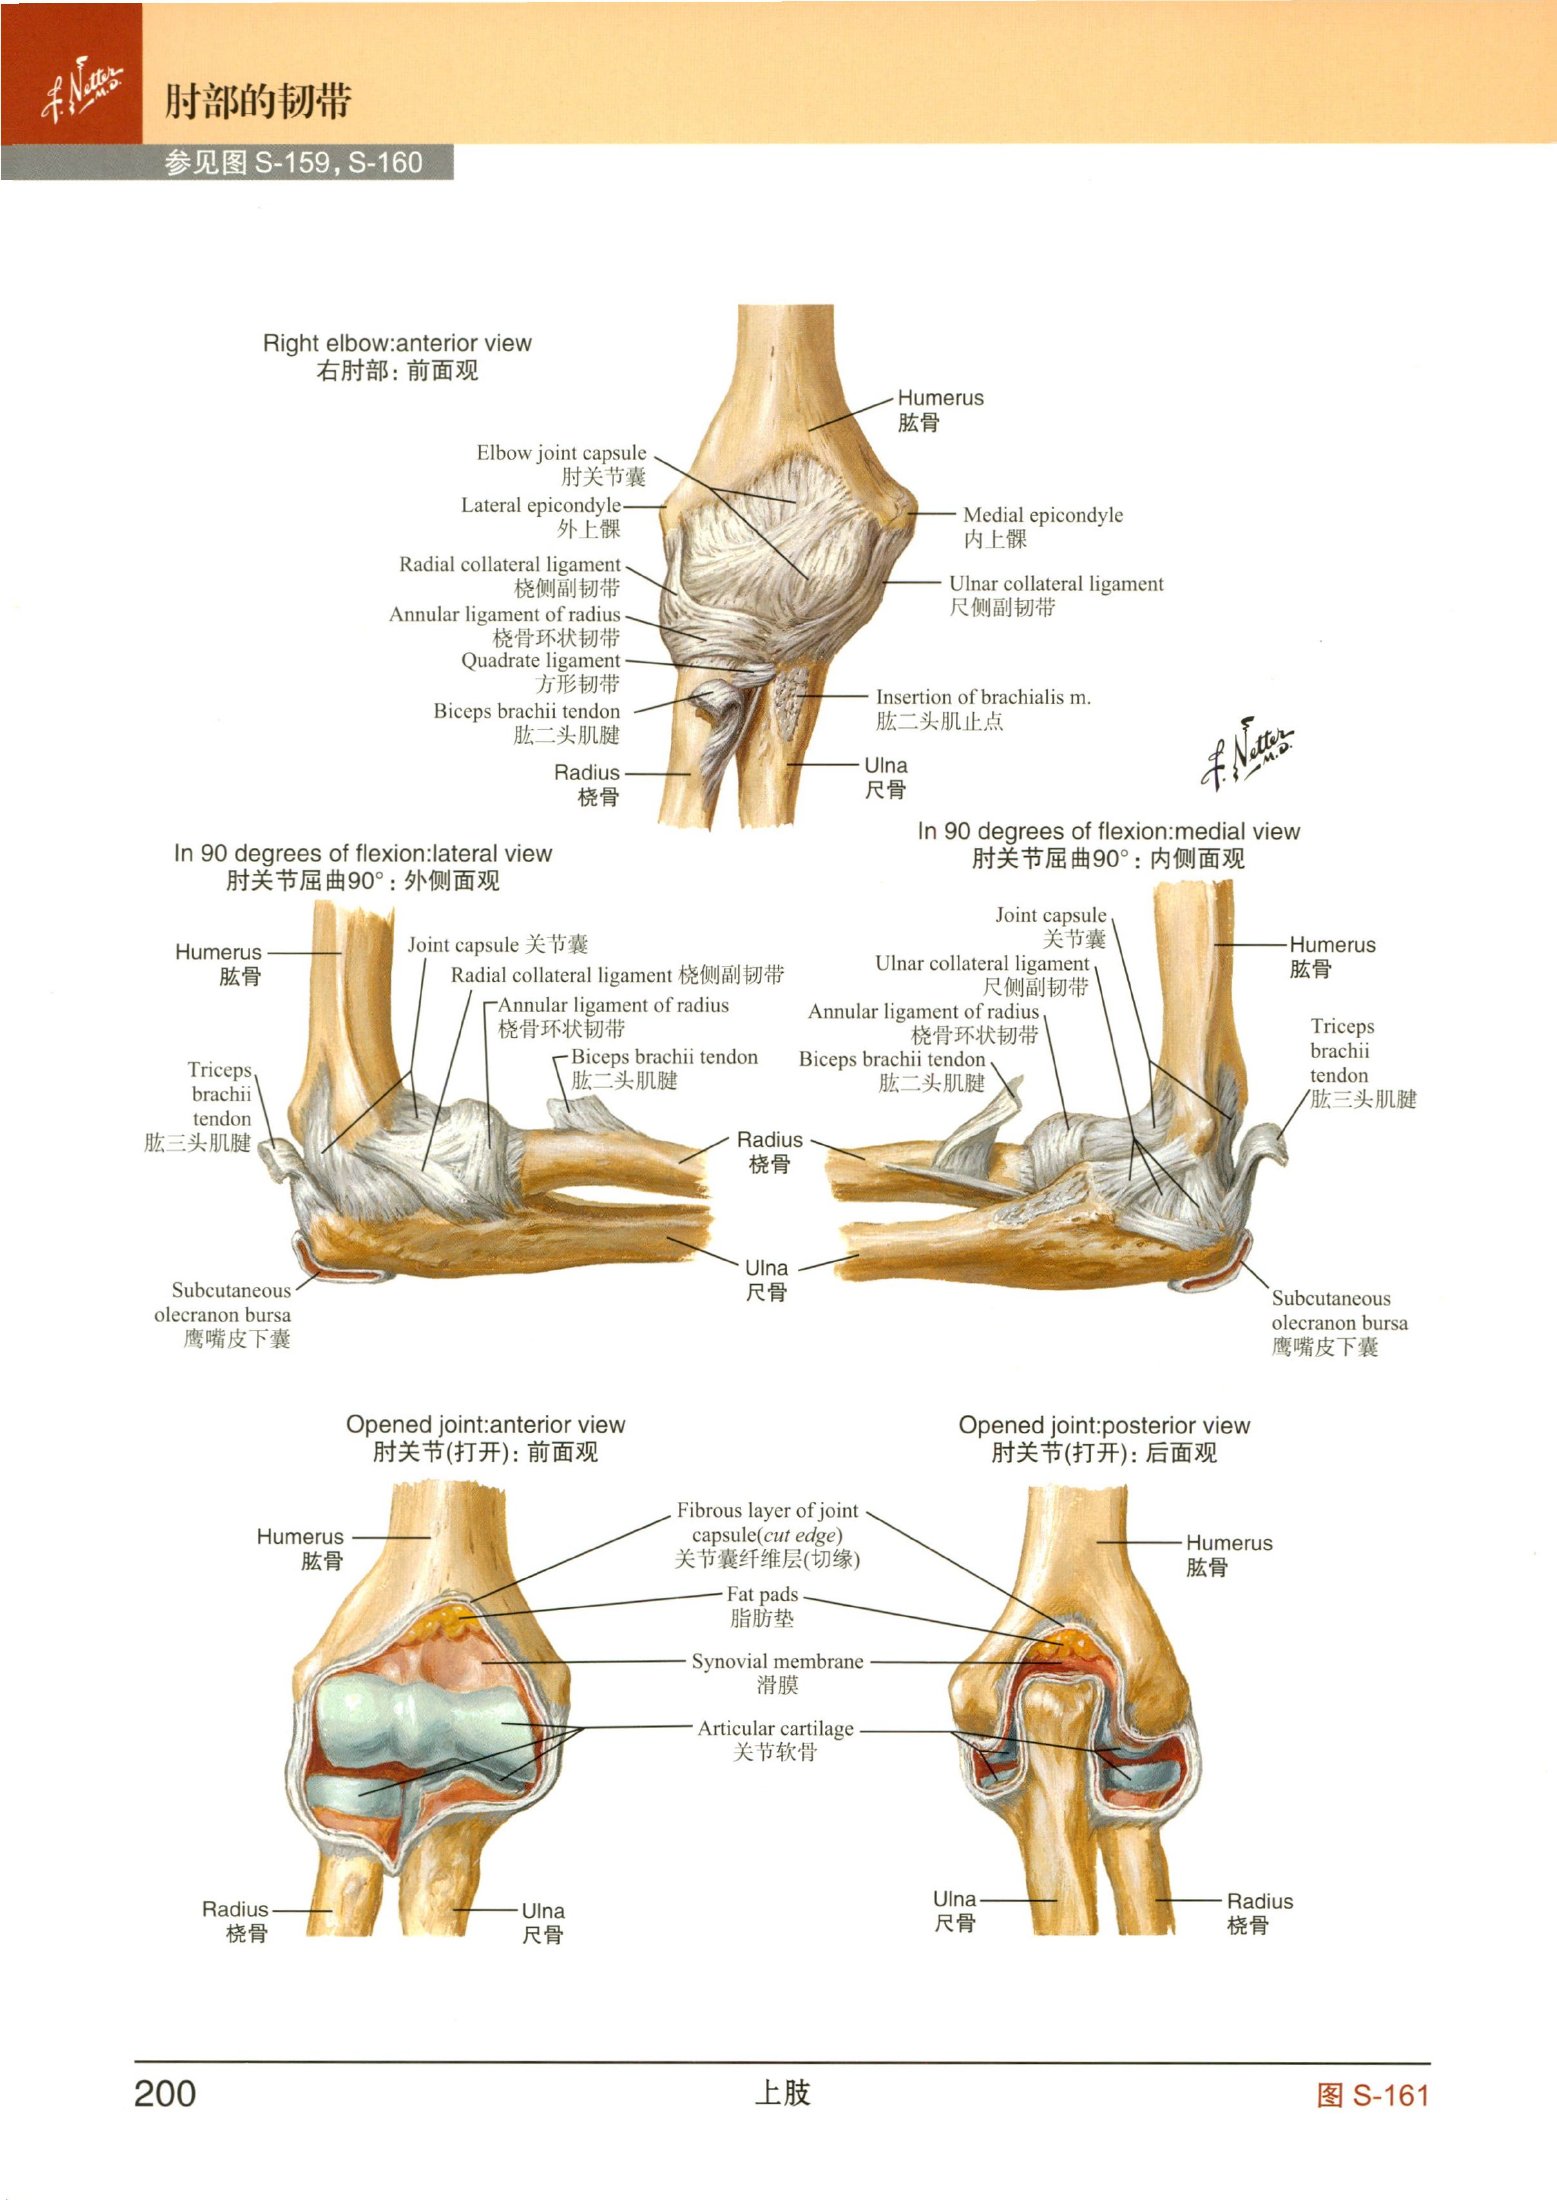 F. Netter M.D.
肘部的韧带
参见图 S-159, S-160
Right elbow:anterior view
右肘部: 前面观
Humerus
肱骨
Elbow joint capsule
肘关节囊
Lateral epicondyle
外上髁
Medial epicondyle
内上髁
Radial collateral ligament
桡侧副韧带
Ulnar collateral ligament
尺侧副韧带
Annular ligament of radius
桡骨环状韧带
Quadrate ligament
方形韧带
Biceps brachii tendon
肱二头肌腱
Insertion of brachialis m.
肱二头肌止点
Radius
桡骨
Ulna
尺骨
F. Netter M.D.
In 90 degrees of flexion:lateral view
肘关节屈曲90°: 外侧面观
Humerus
肱骨
Joint capsule 关节囊
Radial collateral ligament 桡侧副韧带
Annular ligament of radius
桡骨环状韧带
Biceps brachii tendon
肱二头肌腱
Triceps
brachii
tendon
肱三头肌腱
Subcutaneous
olecranon bursa
鹰嘴皮下囊
Radius
桡骨
Ulna
尺骨
In 90 degrees of flexion:medial view
肘关节屈曲90°: 内侧面观
Joint capsule
关节囊
Ulnar collateral ligament
尺侧副韧带
Annular ligament of radius
桡骨环状韧带
Biceps brachii tendon
肱二头肌腱
Humerus
肱骨
Triceps
brachii
tendon
肱三头肌腱
Subcutaneous
olecranon bursa
鹰嘴皮下囊
Opened joint:anterior view
肘关节(打开): 前面观
Opened joint:posterior view
肘关节(打开): 后面观
Humerus
肱骨
Fibrous layer of joint
capsule(cut edge)
关节囊纤维层(切缘)
Fat pads
脂肪垫
Synovial membrane
滑膜
Articular cartilage
关节软骨
Humerus
肱骨
Radius
桡骨
Ulna
尺骨
Ulna
尺骨
Radius
桡骨
200
上肢
图 S-161